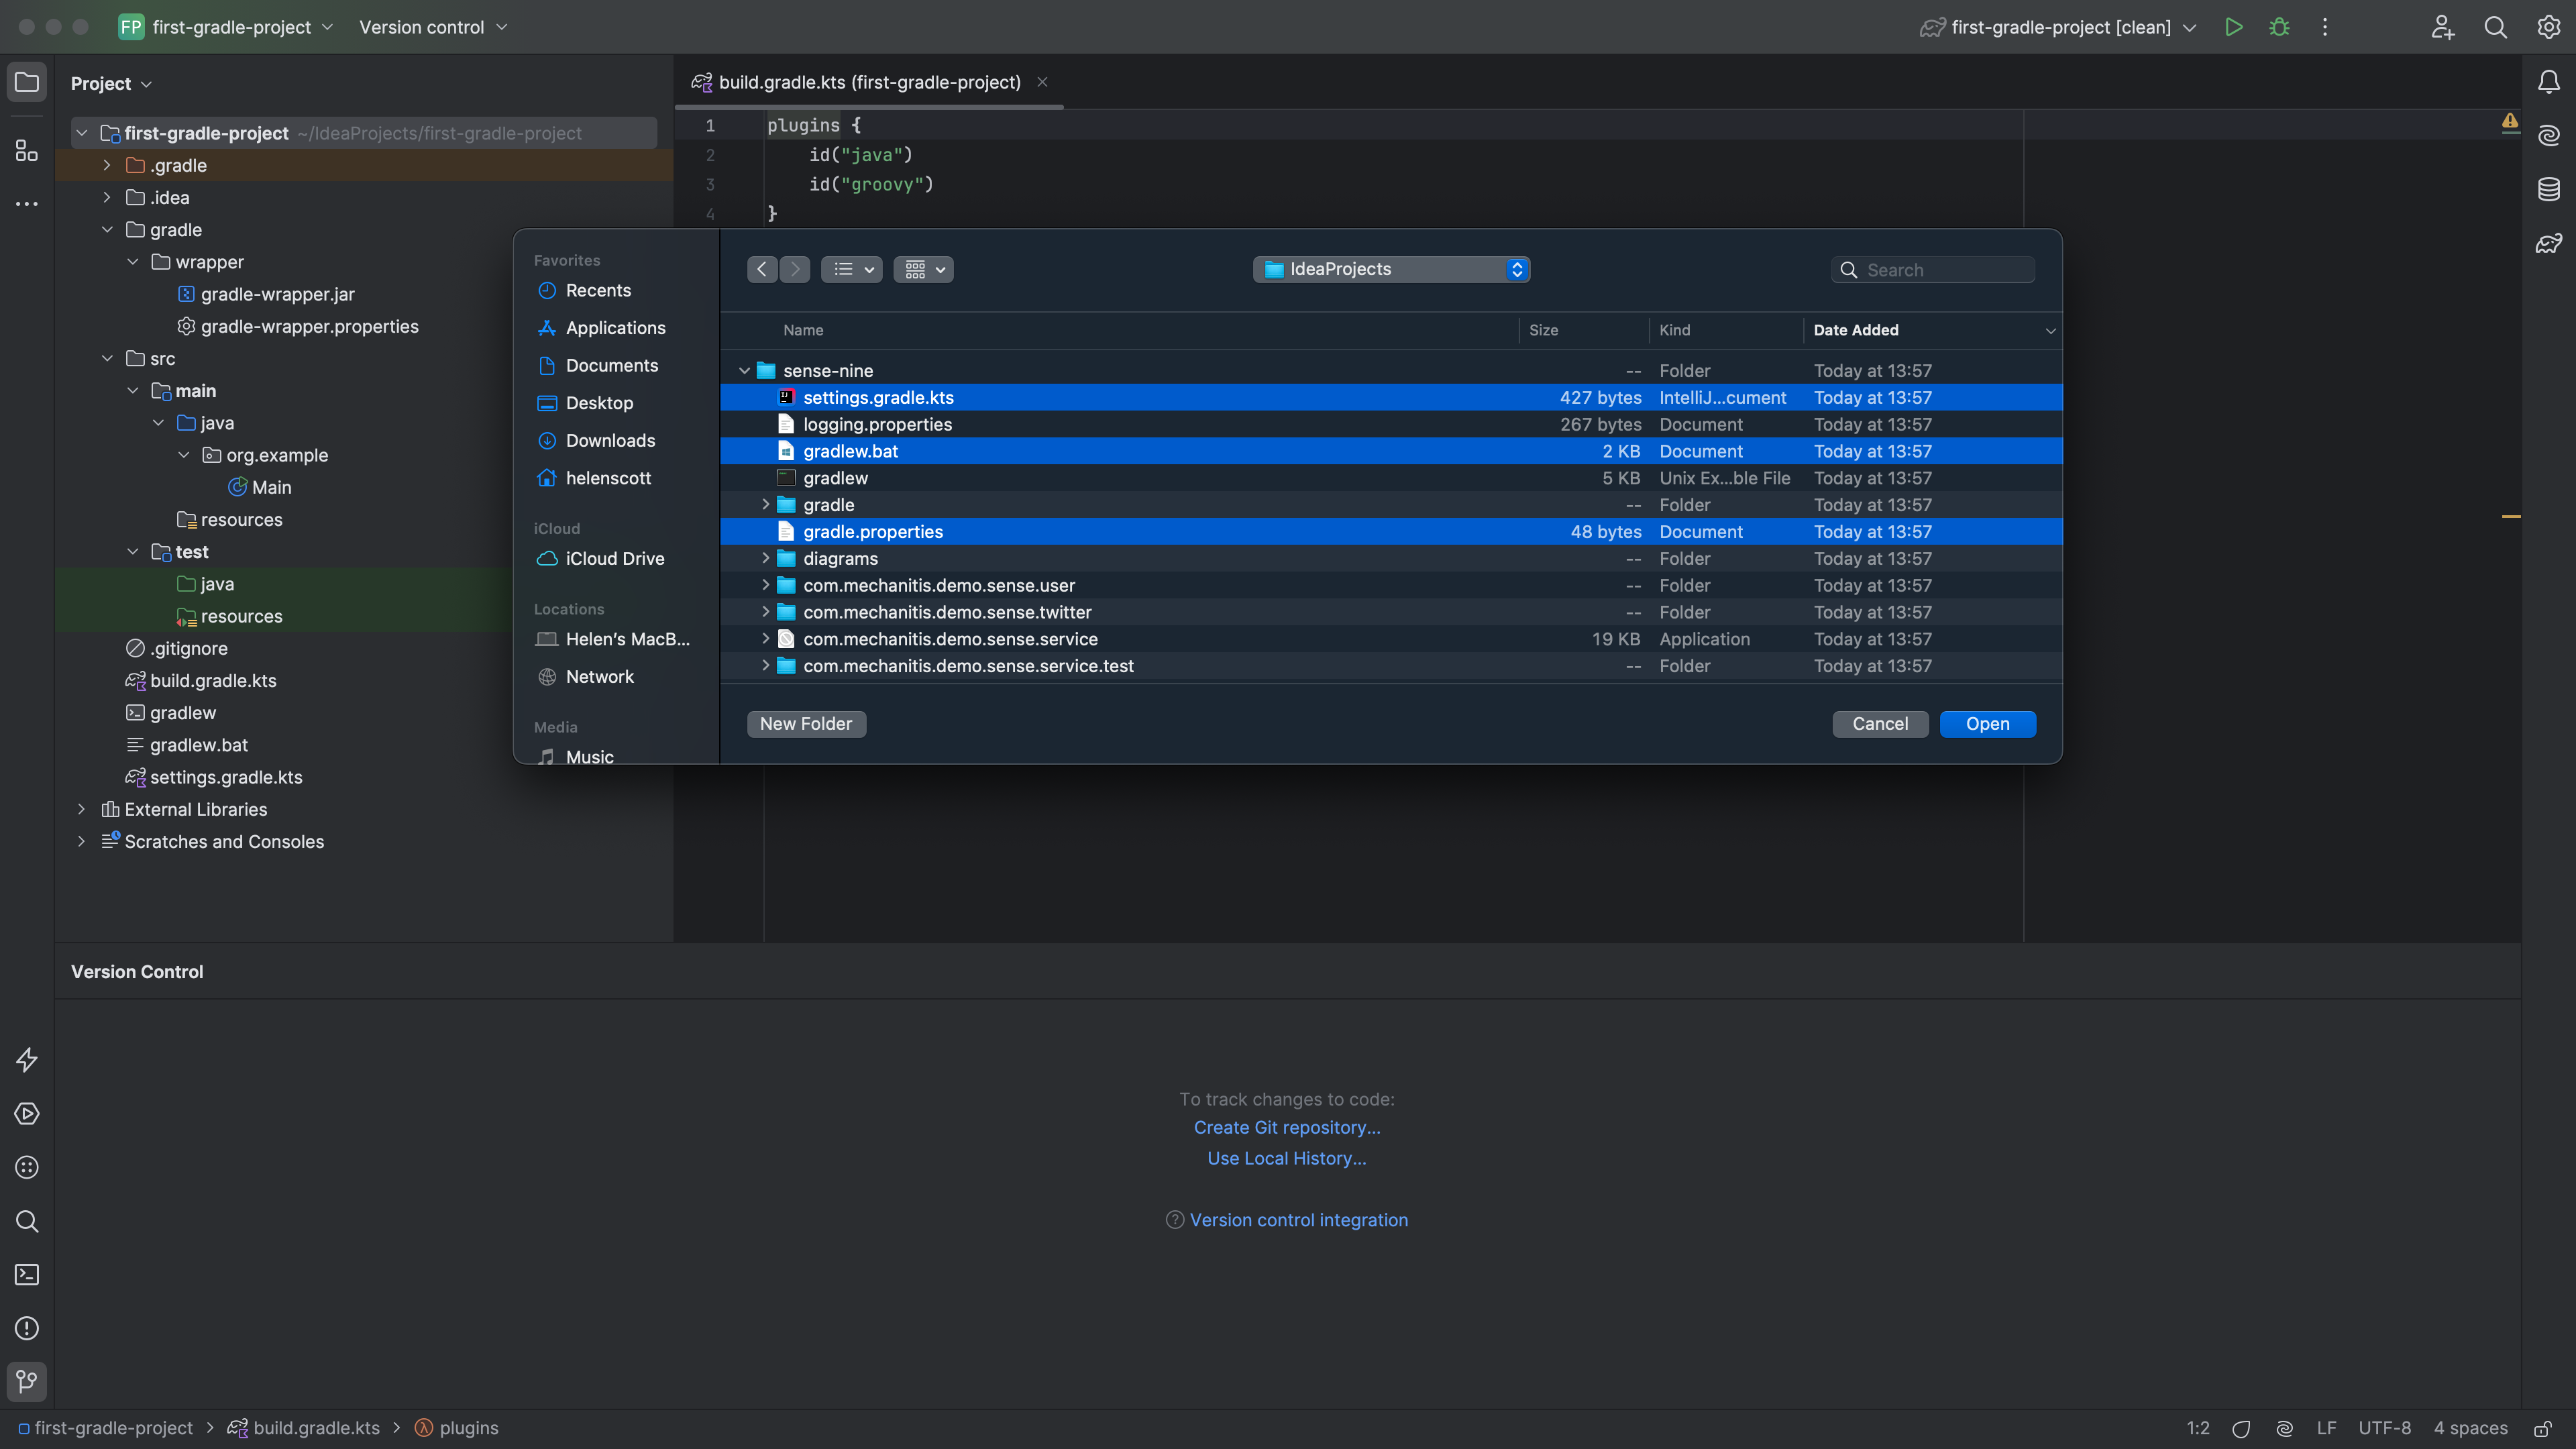 FP first-gradle-project Version control
first-gradle-project [clean]
Project
build.gradle.kts (first-gradle-project)
first-gradle-project ~/IdeaProjects/first-gradle-project
.gradle
.idea
gradle
wrapper
gradle-wrapper.jar
gradle-wrapper.properties
src
main
java
org.example
Main
resources
test
java
resources
.gitignore
build.gradle.kts
gradlew
gradlew.bat
settings.gradle.kts
External Libraries
Scratches and Consoles
1 plugins {
2 id("java")
3 id("groovy")
4 }
Favorites
Recents
Applications
Documents
Desktop
Downloads
helenscott
iCloud
iCloud Drive
Locations
Helen's MacB...
Network
Media
Music
IdeaProjects
Search
Name Size Kind Date Added
sense-nine -- Folder Today at 13:57
settings.gradle.kts 427 bytes IntelliJ...cument Today at 13:57
logging.properties 267 bytes Document Today at 13:57
gradlew.bat 2 KB Document Today at 13:57
gradlew 5 KB Unix Ex...ble File Today at 13:57
gradle -- Folder Today at 13:57
gradle.properties 48 bytes Document Today at 13:57
diagrams -- Folder Today at 13:57
com.mechanitis.demo.sense.user -- Folder Today at 13:57
com.mechanitis.demo.sense.twitter -- Folder Today at 13:57
com.mechanitis.demo.sense.service 19 KB Application Today at 13:57
com.mechanitis.demo.sense.service.test -- Folder Today at 13:57
New Folder Cancel Open
Version Control
To track changes to code:
Create Git repository...
Use Local History...
Version control integration
first-gradle-project > build.gradle.kts > plugins
1:2 LF UTF-8 4 spaces